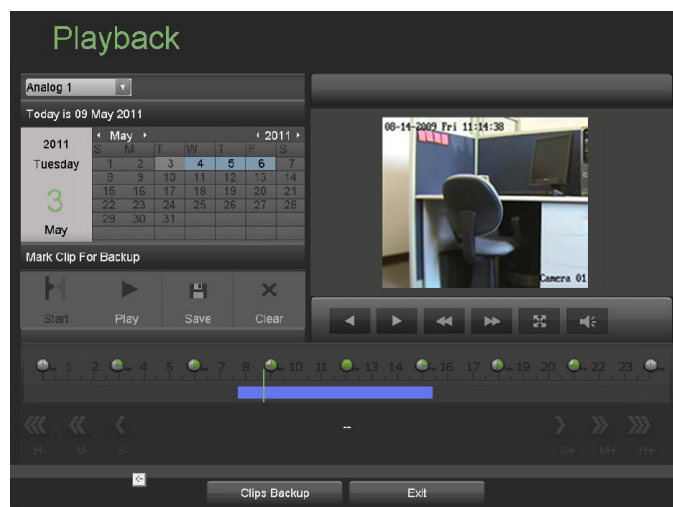 Playback
Analog 1
Today is 09 May 2011
2011
Tuesday
3
May
May 2011
S M T W T F S
1 2 3 4 5 6 7
8 9 10 11 12 13 14
15 16 17 18 19 20 21
22 23 24 25 26 27 28
29 30 31
Mark Clip For Backup
Start Play Save Clear
08-14-2009 Fri 11:14:38
Camera 01
1 2 4 5 7 8 10 11 13 14 16 17 19 20 22 23
--
H- M- S- S+ M+ H+
Clips Backup Exit